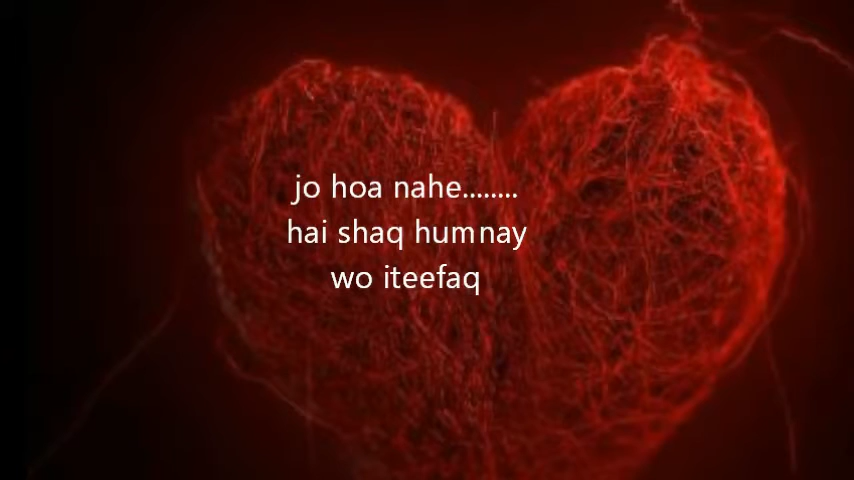 jo hoa nahe........
hai shaq humnay
wo iteefaq